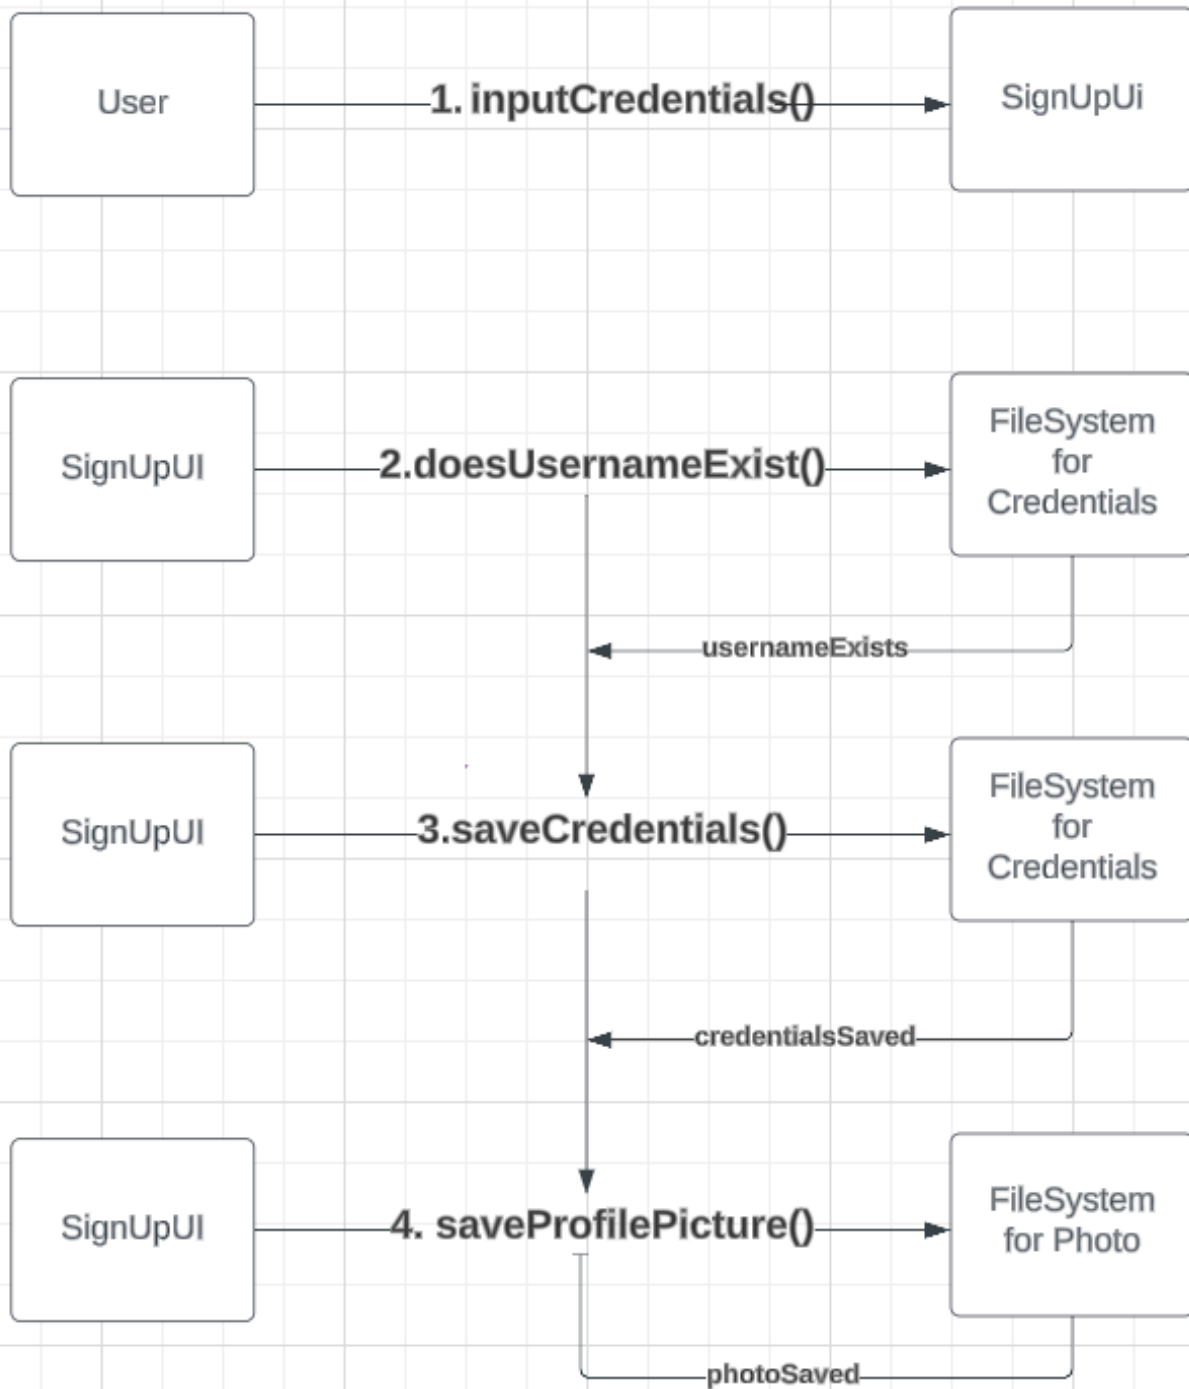 User
1. inputCredentials()
SignUpUi
SignUpUI
2.doesUsernameExist()
FileSystem
for
Credentials
usernameExists
SignUpUI
3.saveCredentials()
FileSystem
for
Credentials
credentialsSaved
SignUpUI
4. saveProfilePicture()
FileSystem
for Photo
photoSaved